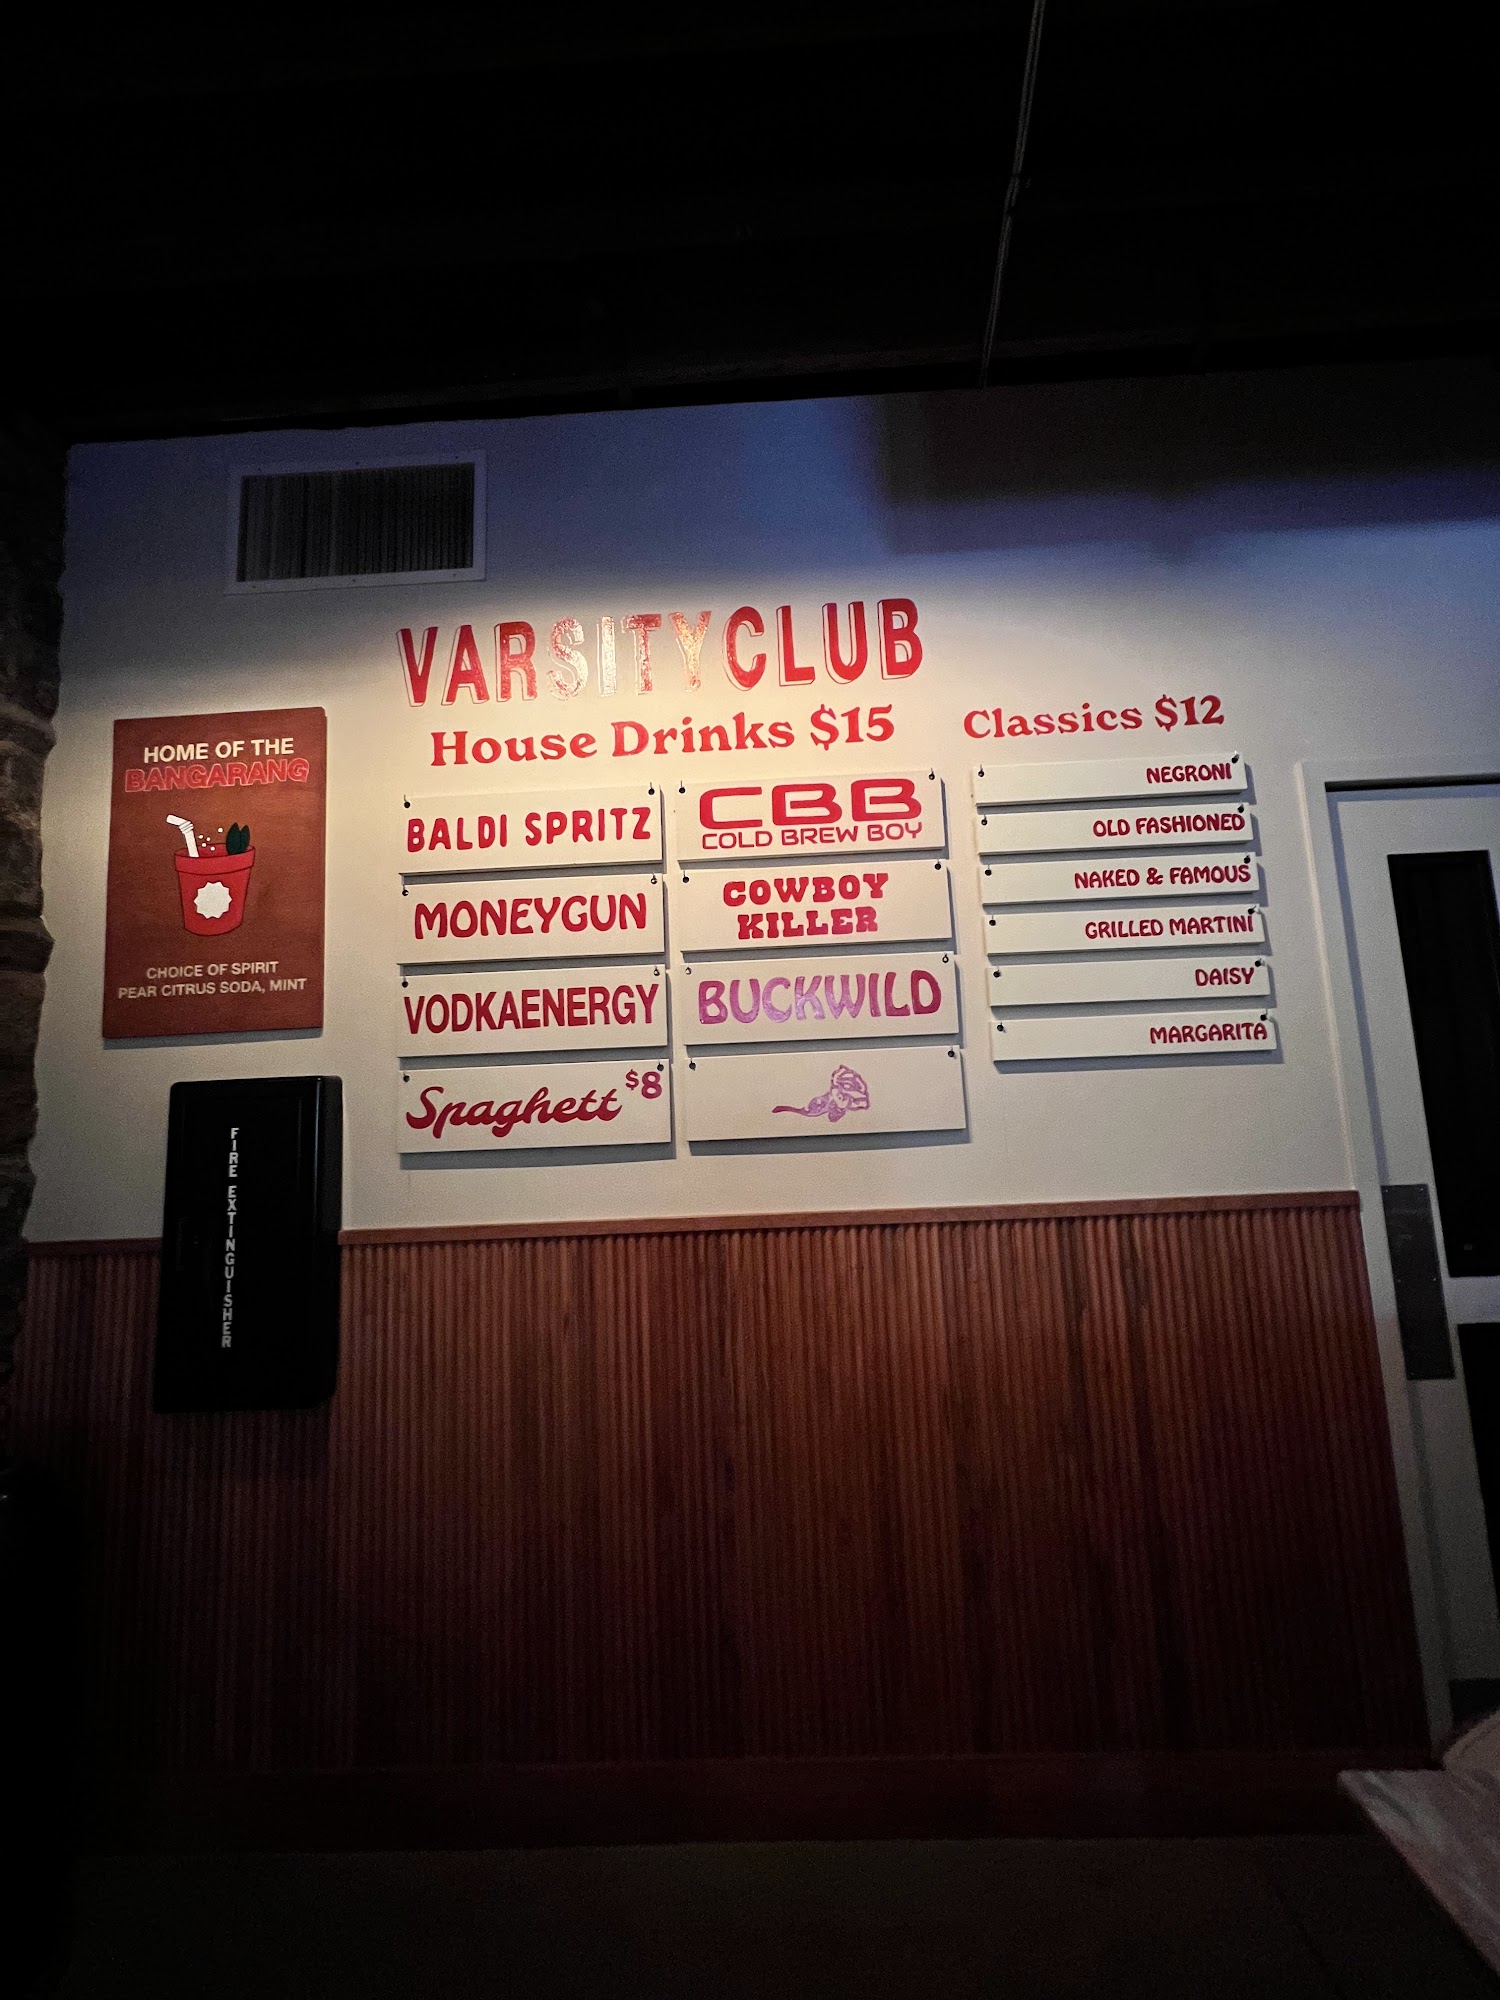 VARSITY CLUB
House Drinks $15
Classics $12
HOME OF THE
BANGARANG
CHOICE OF SPIRIT
PEAR CITRUS SODA, MINT
BALDI SPRITZ
MONEYGUN
VODKAENERGY
Spaghett $8
CBB
COLD BREW BOY
COWBOY
KILLER
BUCKWILD
NEGRONI
OLD FASHIONED
NAKED & FAMOUS
GRILLED MARTINI
DAISY
MARGARITA
FIRE EXTINGUISHER